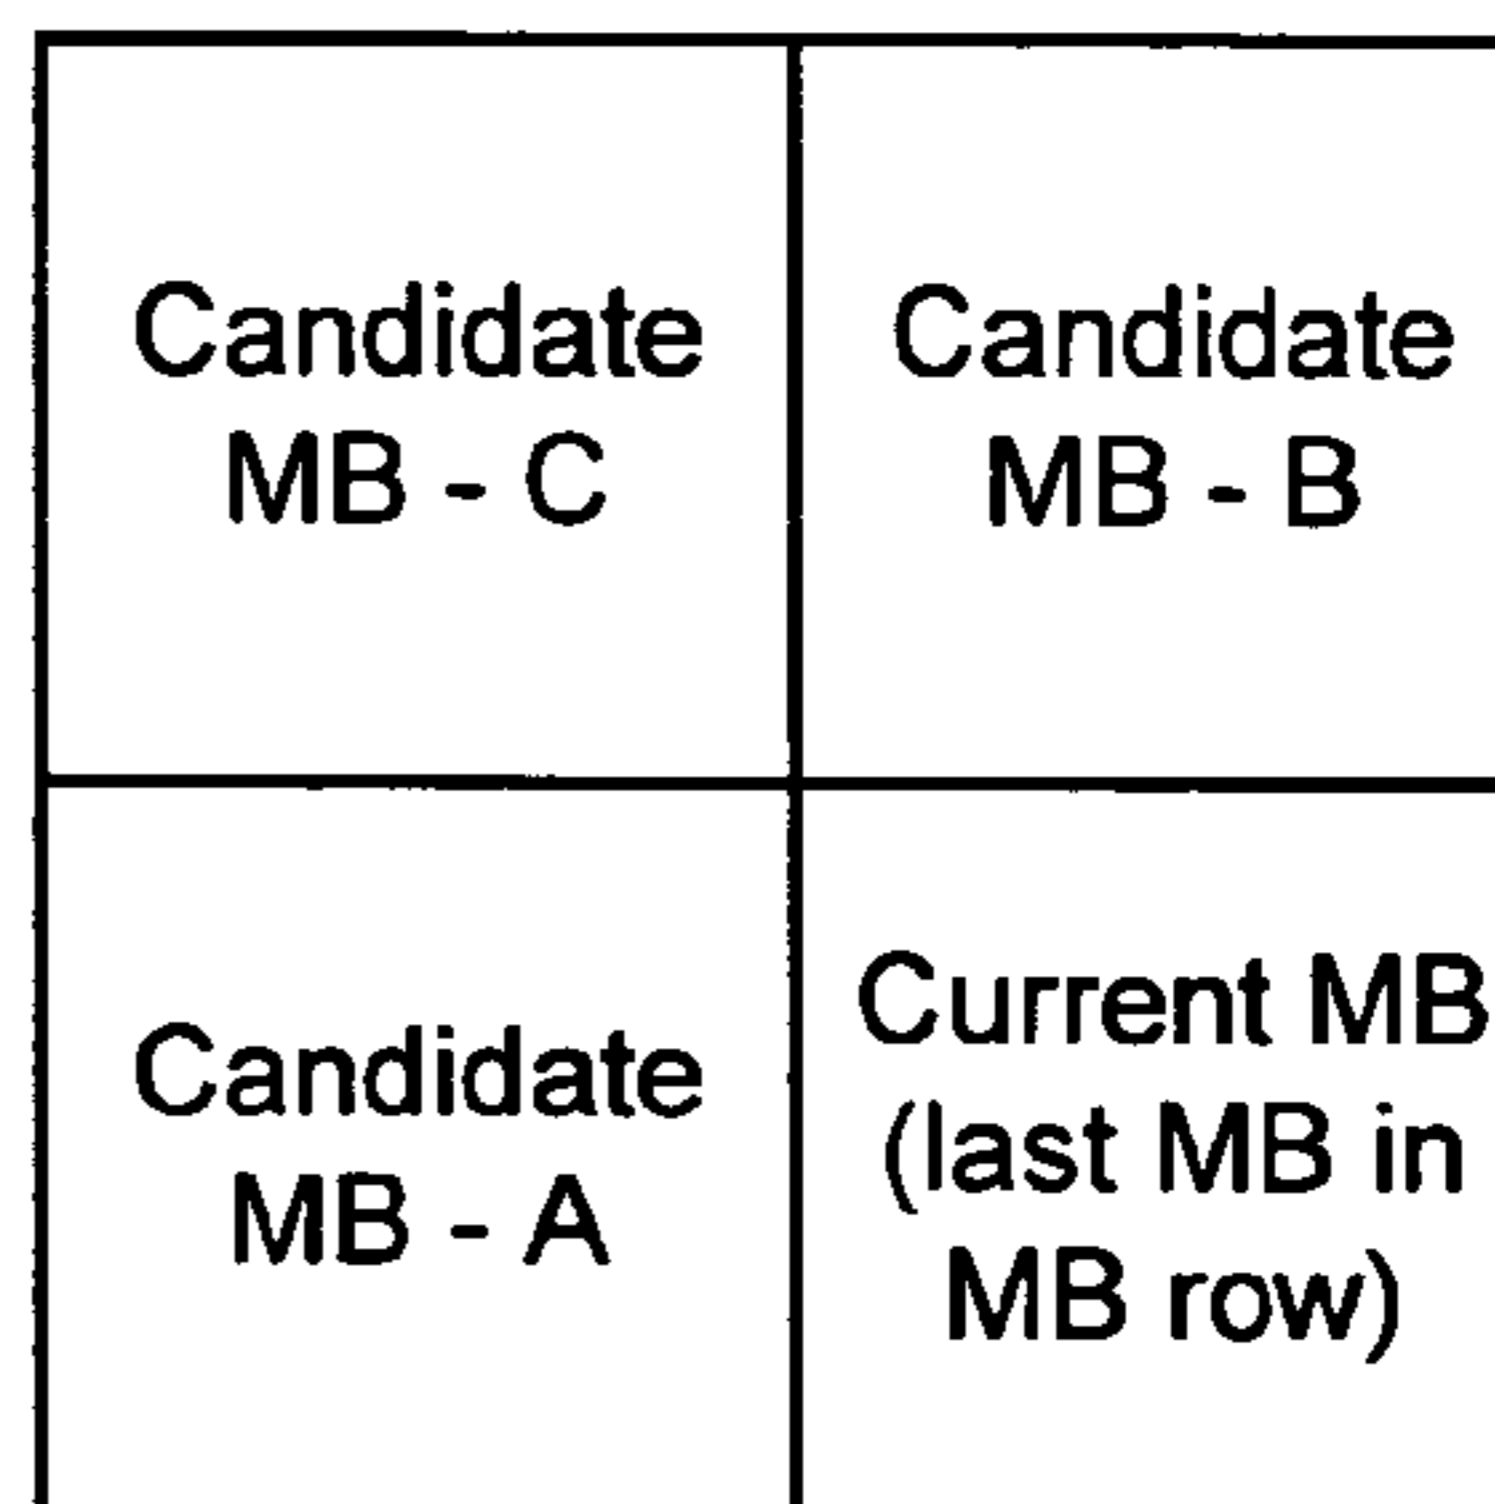 Candidate
MB - C
Candidate
MB - B
Candidate
MB - A
Current MB
(last MB in
MB row)